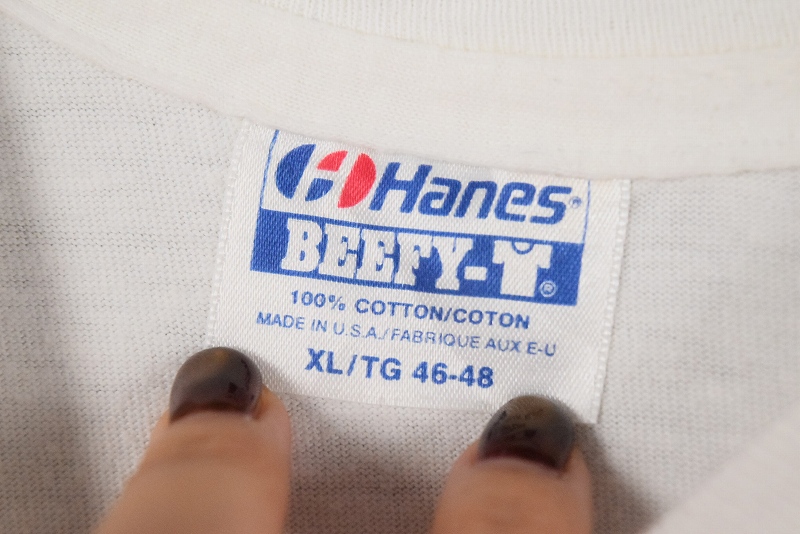 Hanes®
BEEFY-T®
100% COTTON/COTON
MADE IN U.S.A./FABRIQUE AUX E-U
XL/TG 46-48